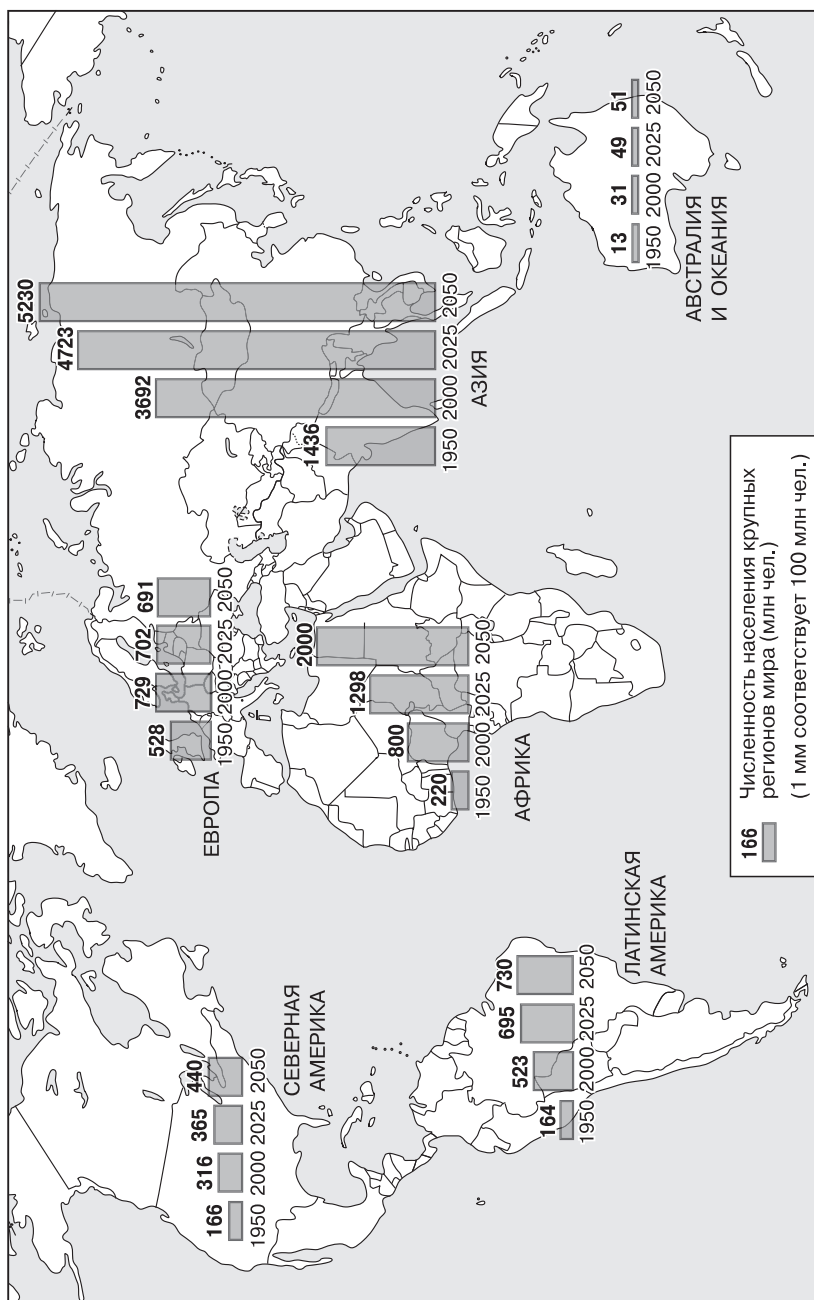 166
316
365
440
1950 2000 2025 2050
СЕВЕРНАЯ
АМЕРИКА
528
729
702
691
1950 2000 2025 2050
ЕВРОПА
1436
3692
4723
5230
1950 2000 2025 2050
АЗИЯ
220
800
1298
2000
1950 2000 2025 2050
АФРИКА
164
523
695
730
1950 2000 2025 2050
ЛАТИНСКАЯ
АМЕРИКА
13
31
49
51
1950 2000 2025 2050
АВСТРАЛИЯ
И ОКЕАНИЯ
166
Численность населения крупных
регионов мира (млн чел.)
(1 мм соответствует 100 млн чел.)